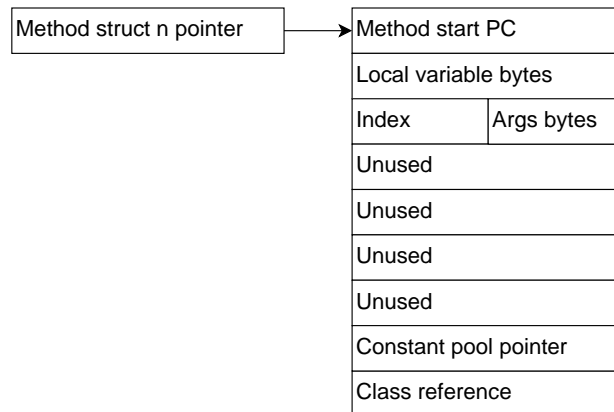 Method struct n pointer
Method start PC
Local variable bytes
Index
Args bytes
Unused
Unused
Unused
Unused
Constant pool pointer
Class reference